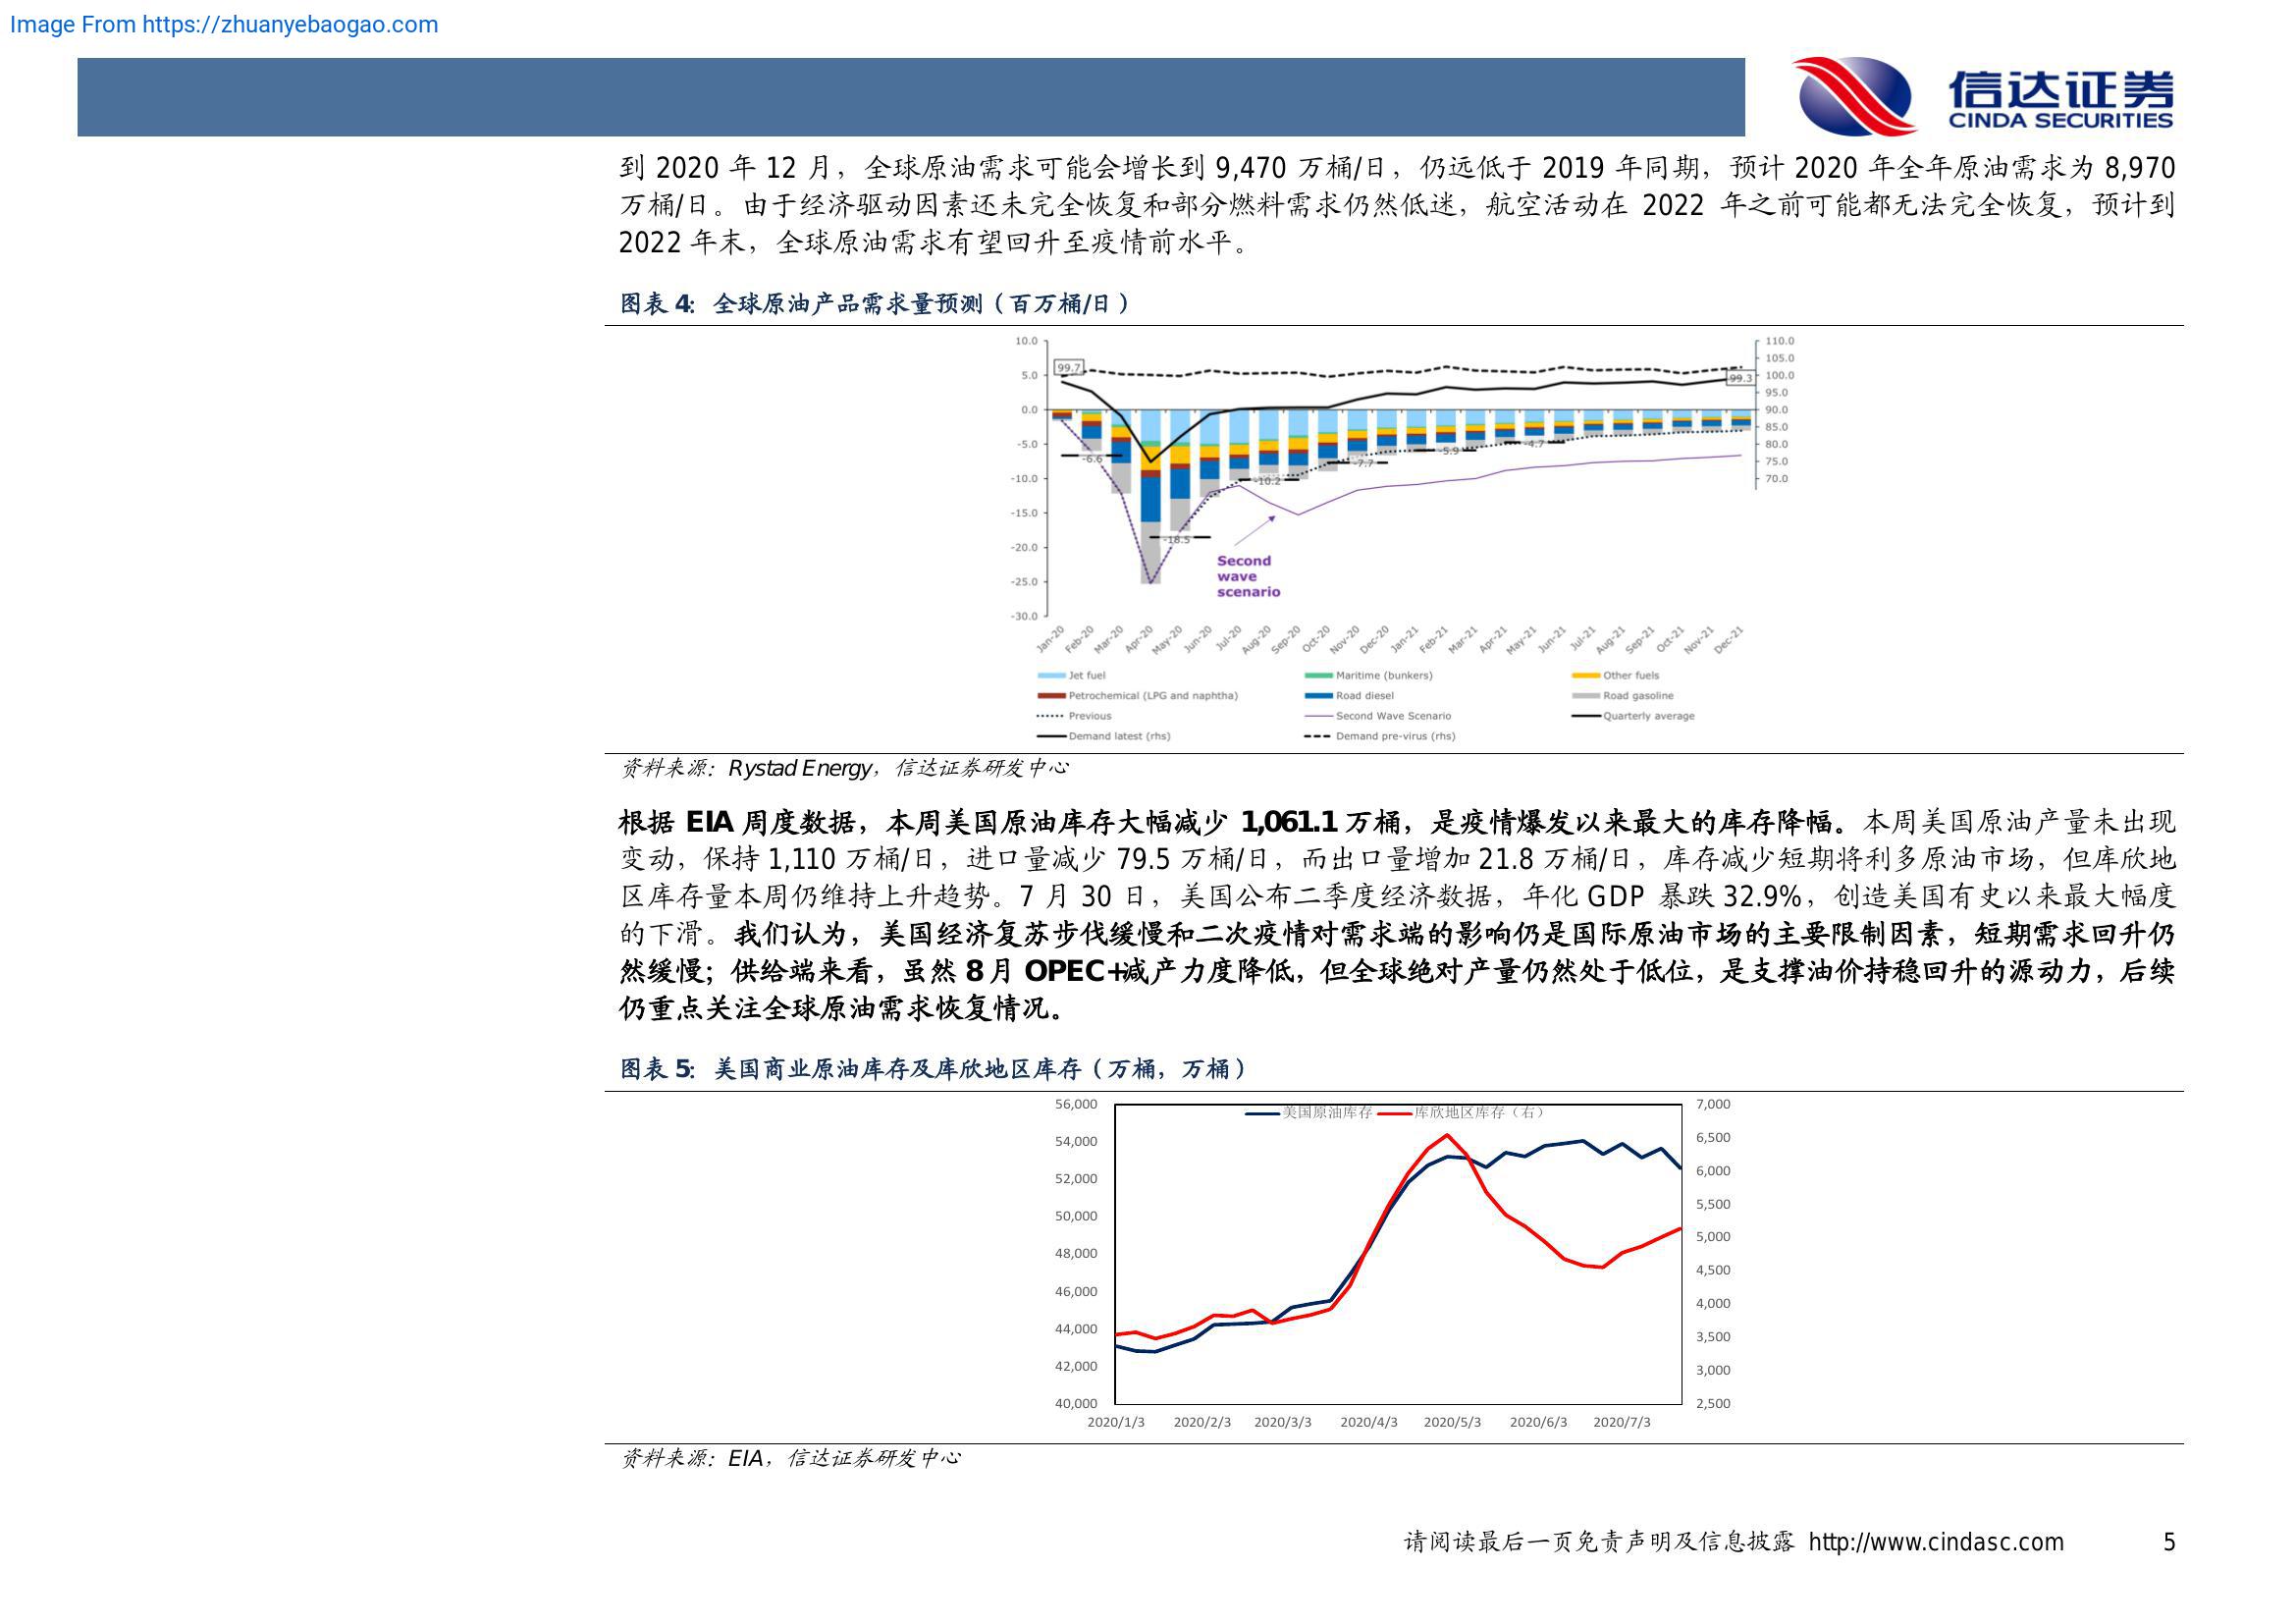 Image From https://zhuanyebaogao.com
信达证券
CINDA SECURITIES
到 2020 年 12 月，全球原油需求可能会增长到 9,470 万桶/日，仍远低于 2019 年同期，预计 2020 年全年原油需求为 8,970
万桶/日。由于经济驱动因素还未完全恢复和部分燃料需求仍然低迷，航空活动在 2022 年之前可能都无法完全恢复，预计到
2022 年末，全球原油需求有望回升至疫情前水平。
图表 4：全球原油产品需求量预测（百万桶/日）
10.0
5.0
0.0
-5.0
-10.0
-15.0
-20.0
-25.0
-30.0
110.0
105.0
100.0
95.0
90.0
85.0
80.0
75.0
70.0
99.7
99.3
-6.6
-18.5
-10.2
-7.7
-5.9
-4.7
Second
wave
scenario
Jan-20 Feb-20 Mar-20 Apr-20 May-20 Jun-20 Jul-20 Aug-20 Sep-20 Oct-20 Nov-20 Dec-20 Jan-21 Feb-21 Mar-21 Apr-21 May-21 Jun-21 Jul-21 Aug-21 Sep-21 Oct-21 Nov-21 Dec-21
Jet fuel Maritime (bunkers) Other fuels
Petrochemical (LPG and naphtha) Road diesel Road gasoline
Previous Second Wave Scenario Quarterly average
Demand latest (rhs) Demand pre-virus (rhs)
资料来源：Rystad Energy，信达证券研发中心
根据 EIA 周度数据，本周美国原油库存大幅减少 1,061.1 万桶，是疫情爆发以来最大的库存降幅。本周美国原油产量未出现
变动，保持 1,110 万桶/日，进口量减少 79.5 万桶/日，而出口量增加 21.8 万桶/日，库存减少短期将利多原油市场，但库欣地
区库存量本周仍维持上升趋势。7 月 30 日，美国公布二季度经济数据，年化 GDP 暴跌 32.9%，创造美国有史以来最大幅度
的下滑。我们认为，美国经济复苏步伐缓慢和二次疫情对需求端的影响仍是国际原油市场的主要限制因素，短期需求回升仍
然缓慢；供给端来看，虽然 8 月 OPEC+减产力度降低，但全球绝对产量仍然处于低位，是支撑油价持稳回升的源动力，后续
仍重点关注全球原油需求恢复情况。
图表 5：美国商业原油库存及库欣地区库存（万桶，万桶）
美国原油库存 库欣地区库存（右）
56,000
54,000
52,000
50,000
48,000
46,000
44,000
42,000
40,000
7,000
6,500
6,000
5,500
5,000
4,500
4,000
3,500
3,000
2,500
2020/1/3 2020/2/3 2020/3/3 2020/4/3 2020/5/3 2020/6/3 2020/7/3
资料来源：EIA，信达证券研发中心
请阅读最后一页免责声明及信息披露 http://www.cindasc.com 5